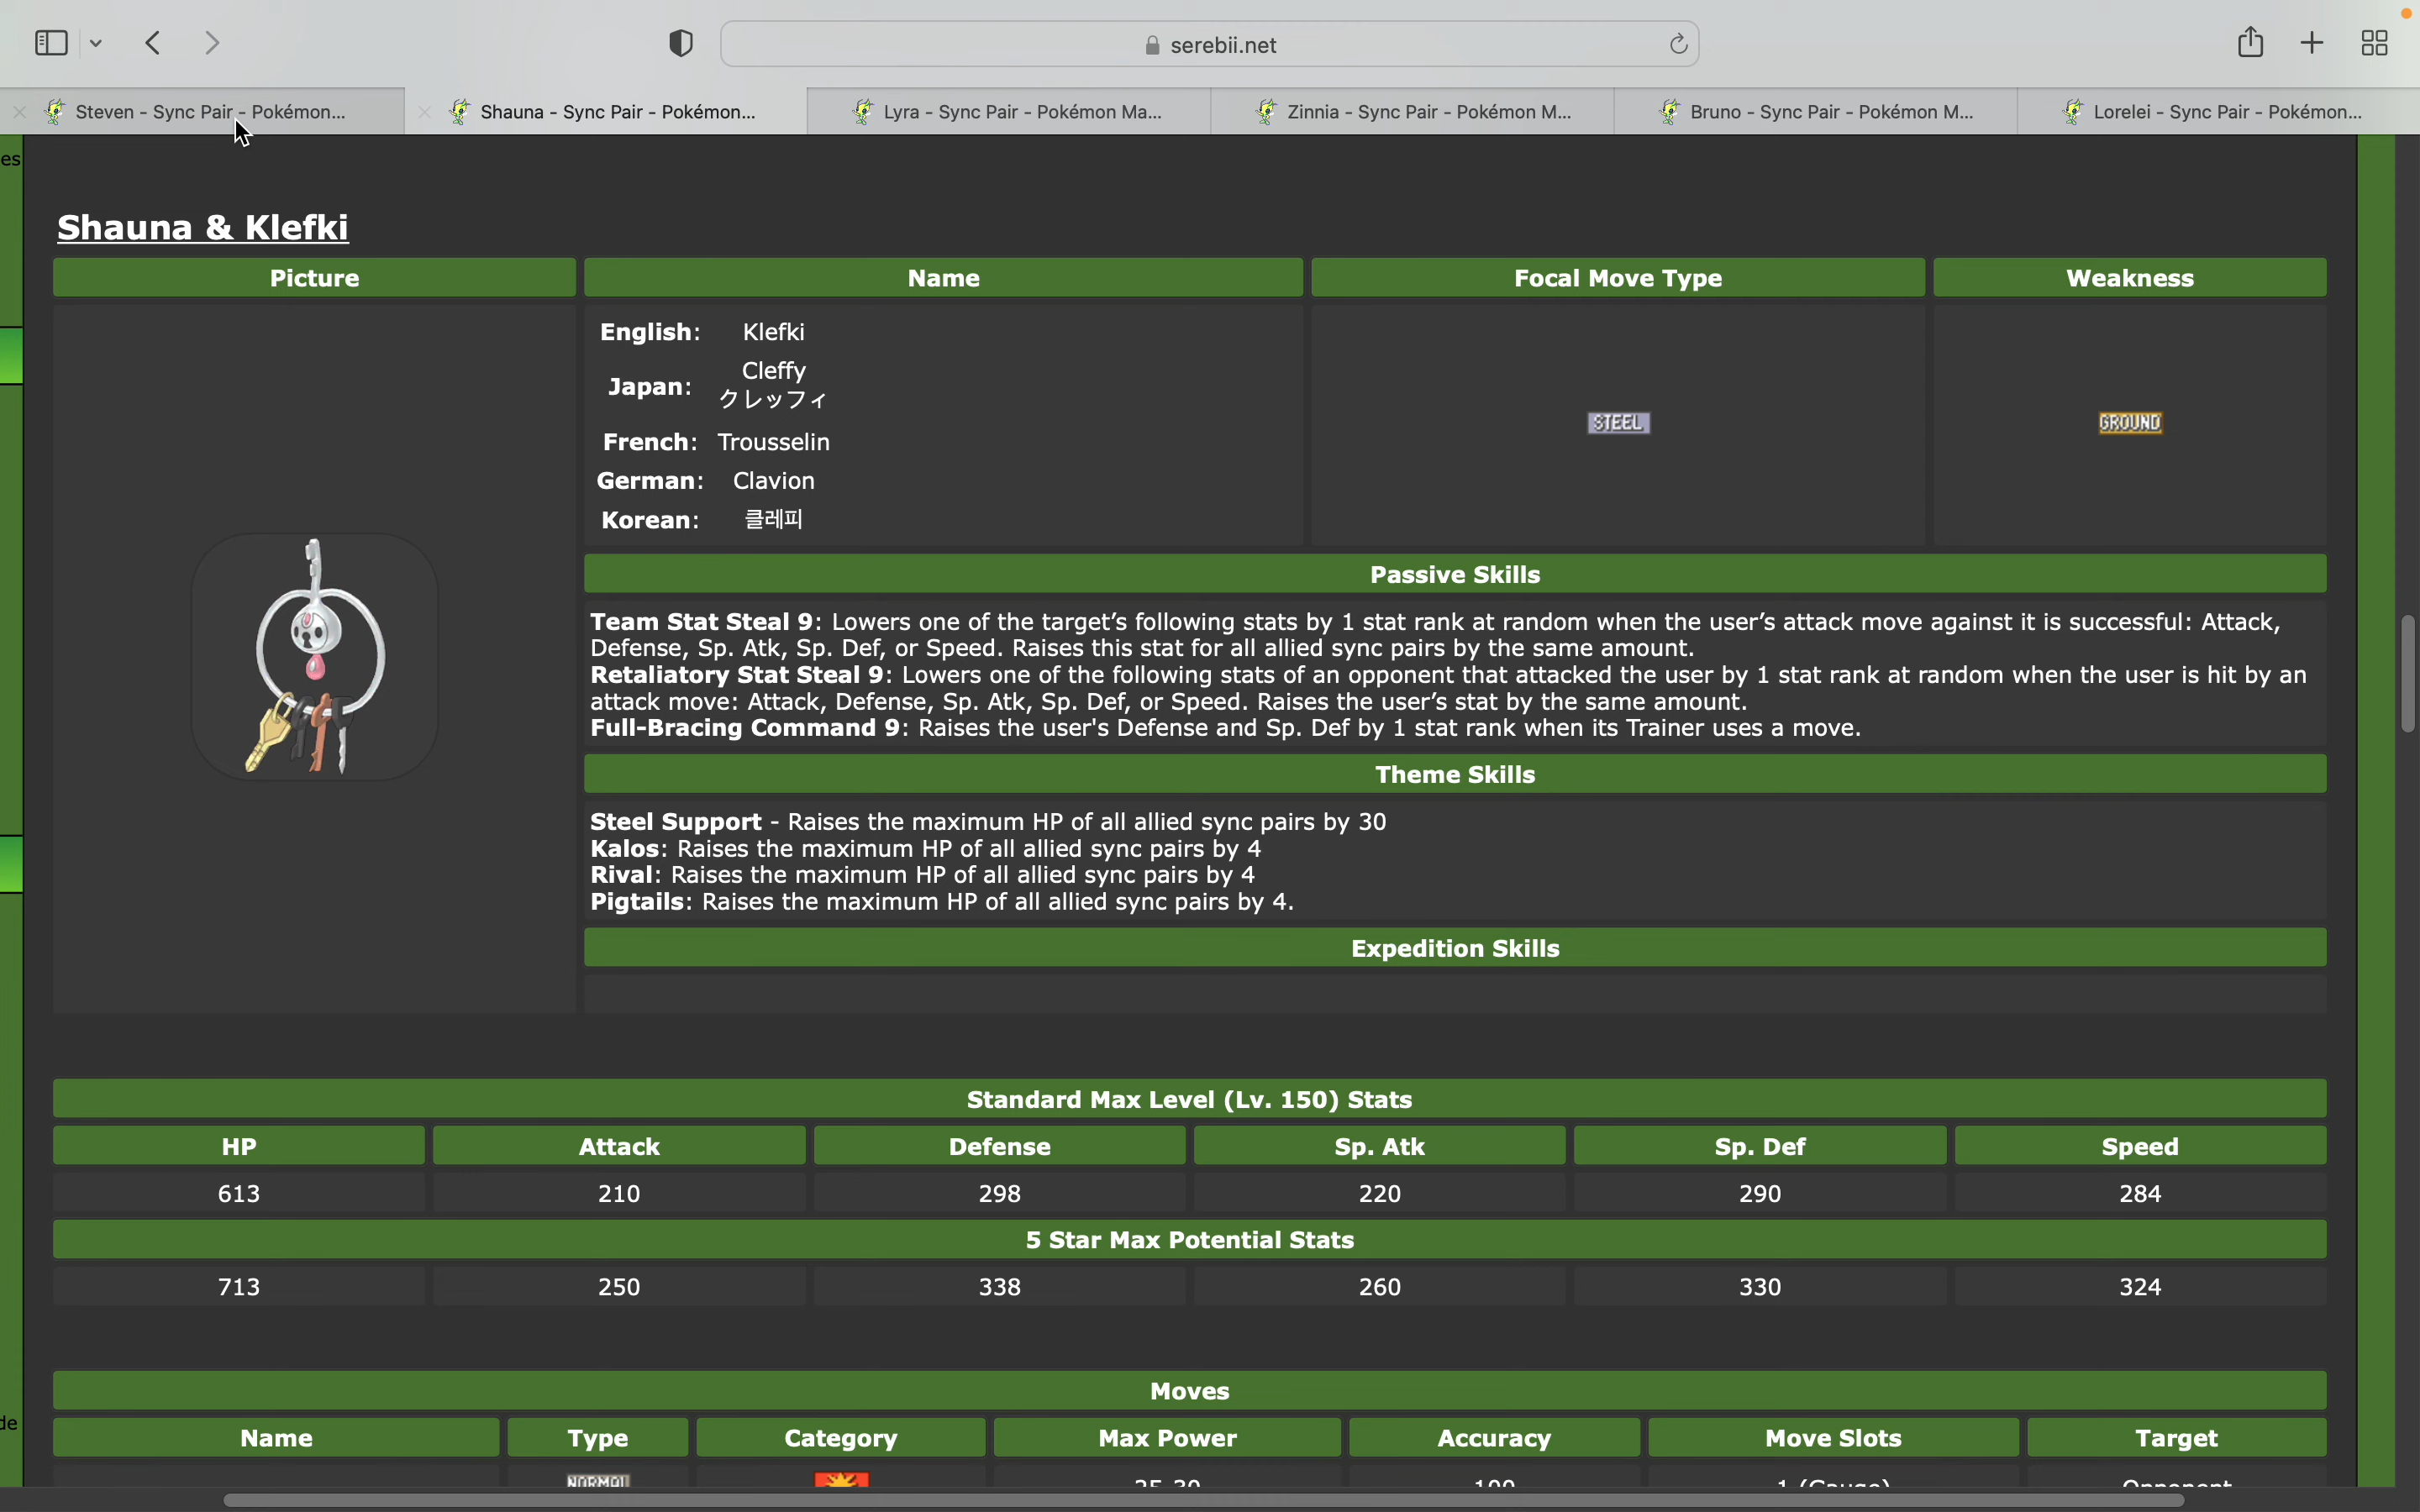 serebii.net
Steven - Sync Pair - Pokémon...
Shauna - Sync Pair - Pokémon...
Lyra - Sync Pair - Pokémon Ma...
Zinnia - Sync Pair - Pokémon M...
Bruno - Sync Pair - Pokémon M...
Lorelei - Sync Pair - Pokémon...
es
Shauna & Klefki
Picture
Name
Focal Move Type
Weakness
English: Klefki
Japan: Cleffy
クレッフィ
French: Trousselin
German: Clavion
Korean: 클레피
STEEL
GROUND
Passive Skills
Team Stat Steal 9: Lowers one of the target’s following stats by 1 stat rank at random when the user’s attack move against it is successful: Attack,
Defense, Sp. Atk, Sp. Def, or Speed. Raises this stat for all allied sync pairs by the same amount.
Retaliatory Stat Steal 9: Lowers one of the following stats of an opponent that attacked the user by 1 stat rank at random when the user is hit by an
attack move: Attack, Defense, Sp. Atk, Sp. Def, or Speed. Raises the user’s stat by the same amount.
Full-Bracing Command 9: Raises the user's Defense and Sp. Def by 1 stat rank when its Trainer uses a move.
Theme Skills
Steel Support - Raises the maximum HP of all allied sync pairs by 30
Kalos: Raises the maximum HP of all allied sync pairs by 4
Rival: Raises the maximum HP of all allied sync pairs by 4
Pigtails: Raises the maximum HP of all allied sync pairs by 4.
Expedition Skills
Standard Max Level (Lv. 150) Stats
HP
Attack
Defense
Sp. Atk
Sp. Def
Speed
613
210
298
220
290
284
5 Star Max Potential Stats
713
250
338
260
330
324
Moves
de
Name
Type
Category
Max Power
Accuracy
Move Slots
Target
NORMAL
25-30
100
1 (Gauge)
Opponent